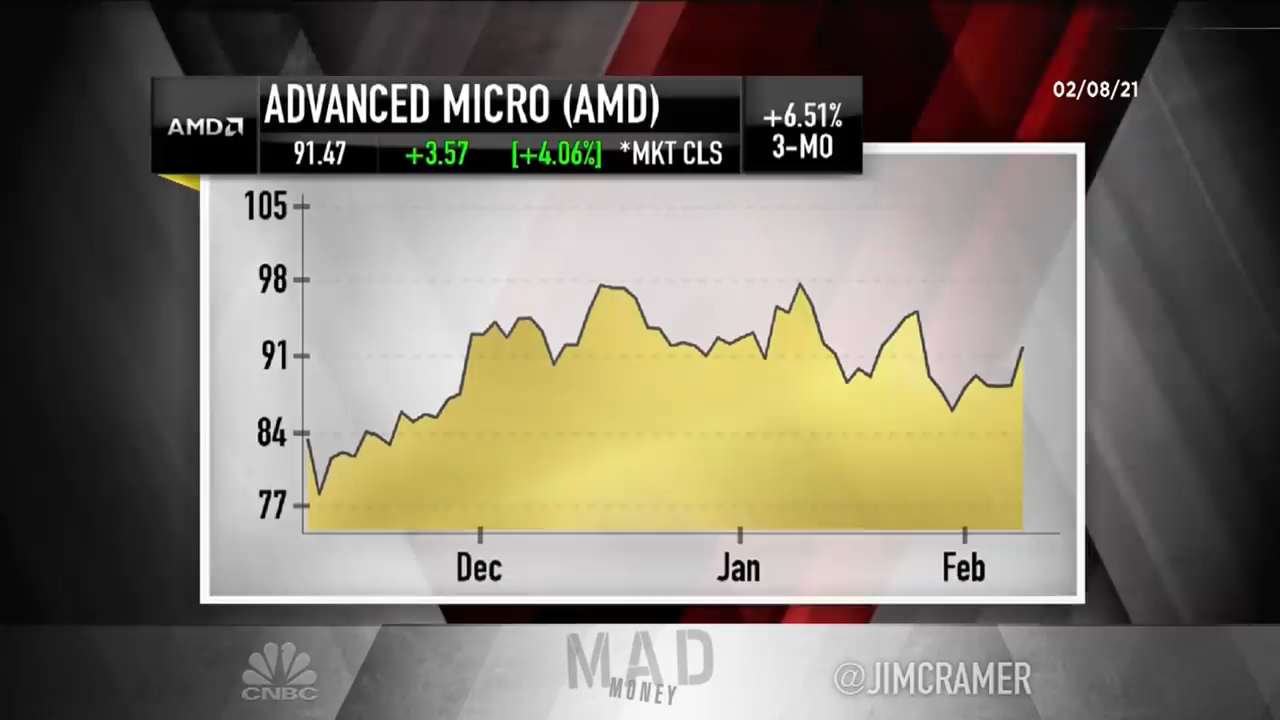 AMD
ADVANCED MICRO (AMD)
91.47 +3.57 [+4.06%] *MKT CLS
+6.51%
3-MO
02/08/21
105
98
91
84
77
Dec Jan Feb
CNBC
MAD
MONEY
@JIMCRAMER